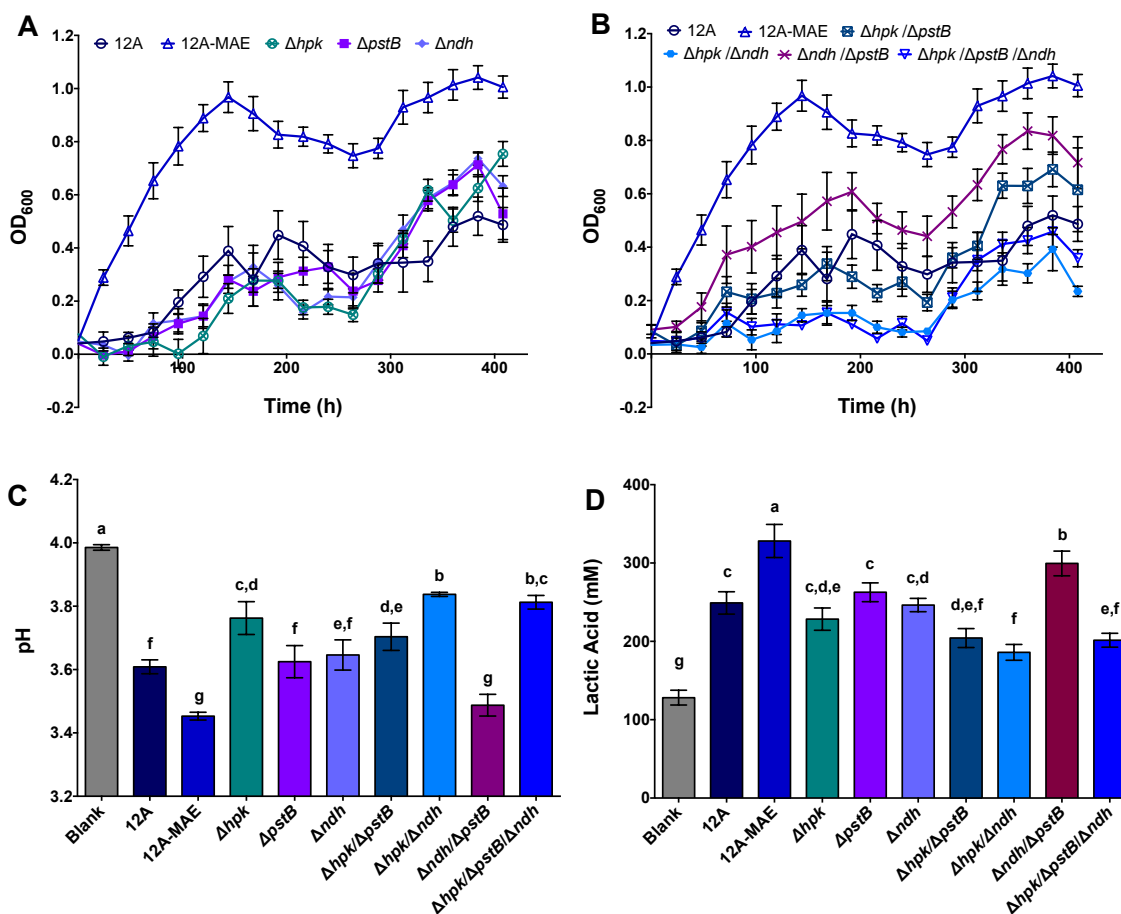 A
12A 12A-MAE Δhpk ΔpstB Δndh
1.2
1.0
0.8
0.6
0.4
0.2
0.0
-0.2
OD600
100 200 300 400
Time (h)
B
12A 12A-MAE Δhpk /ΔpstB
Δhpk /Δndh Δndh /ΔpstB Δhpk /ΔpstB /Δndh
1.2
1.0
0.8
0.6
0.4
0.2
0.0
-0.2
OD600
100 200 300 400
Time (h)
C
4.2
4.0
3.8
3.6
3.4
3.2
pH
a f g c,d f e,f d,e b g b,c
Blank 12A 12A-MAE Δhpk ΔpstB Δndh Δhpk/ΔpstB Δhpk/Δndh Δndh/ΔpstB Δhpk/ΔpstB/Δndh
D
400
300
200
100
0
Lactic Acid (mM)
g c a c,d,e c c,d d,e,f f b e,f
Blank 12A 12A-MAE Δhpk ΔpstB Δndh Δhpk/ΔpstB Δhpk/Δndh Δndh/ΔpstB Δhpk/ΔpstB/Δndh